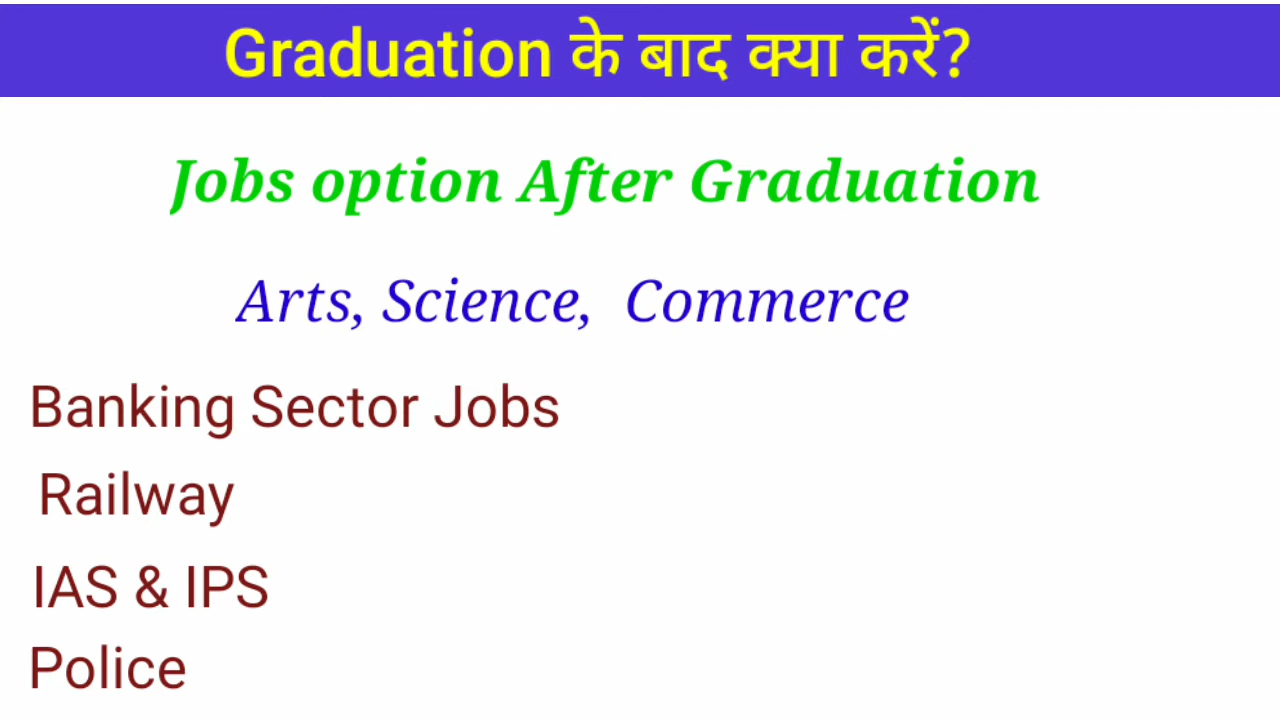 Graduation के बाद क्या करें?
Jobs option After Graduation
Arts, Science, Commerce
Banking Sector Jobs
Railway
IAS & IPS
Police